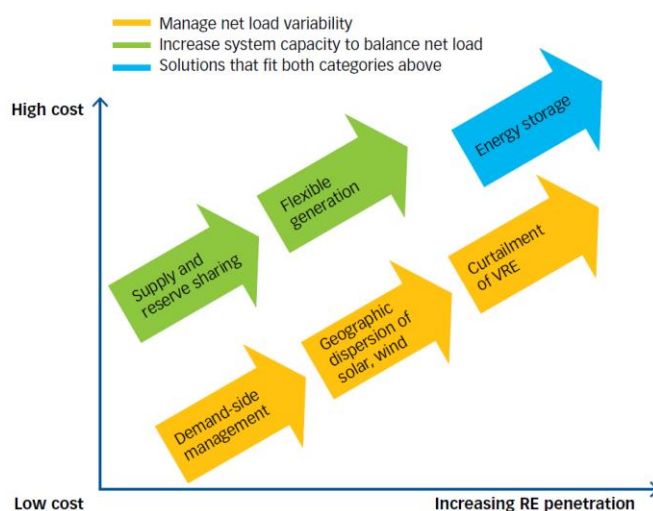 Manage net load variability
Increase system capacity to balance net load
Solutions that fit both categories above
High cost
Energy storage
Flexible
generation
Curtailment
of VRE
Supply and
reserve sharing
Geographic
dispersion of
solar, wind
Demand-side
management
Low cost
Increasing RE penetration